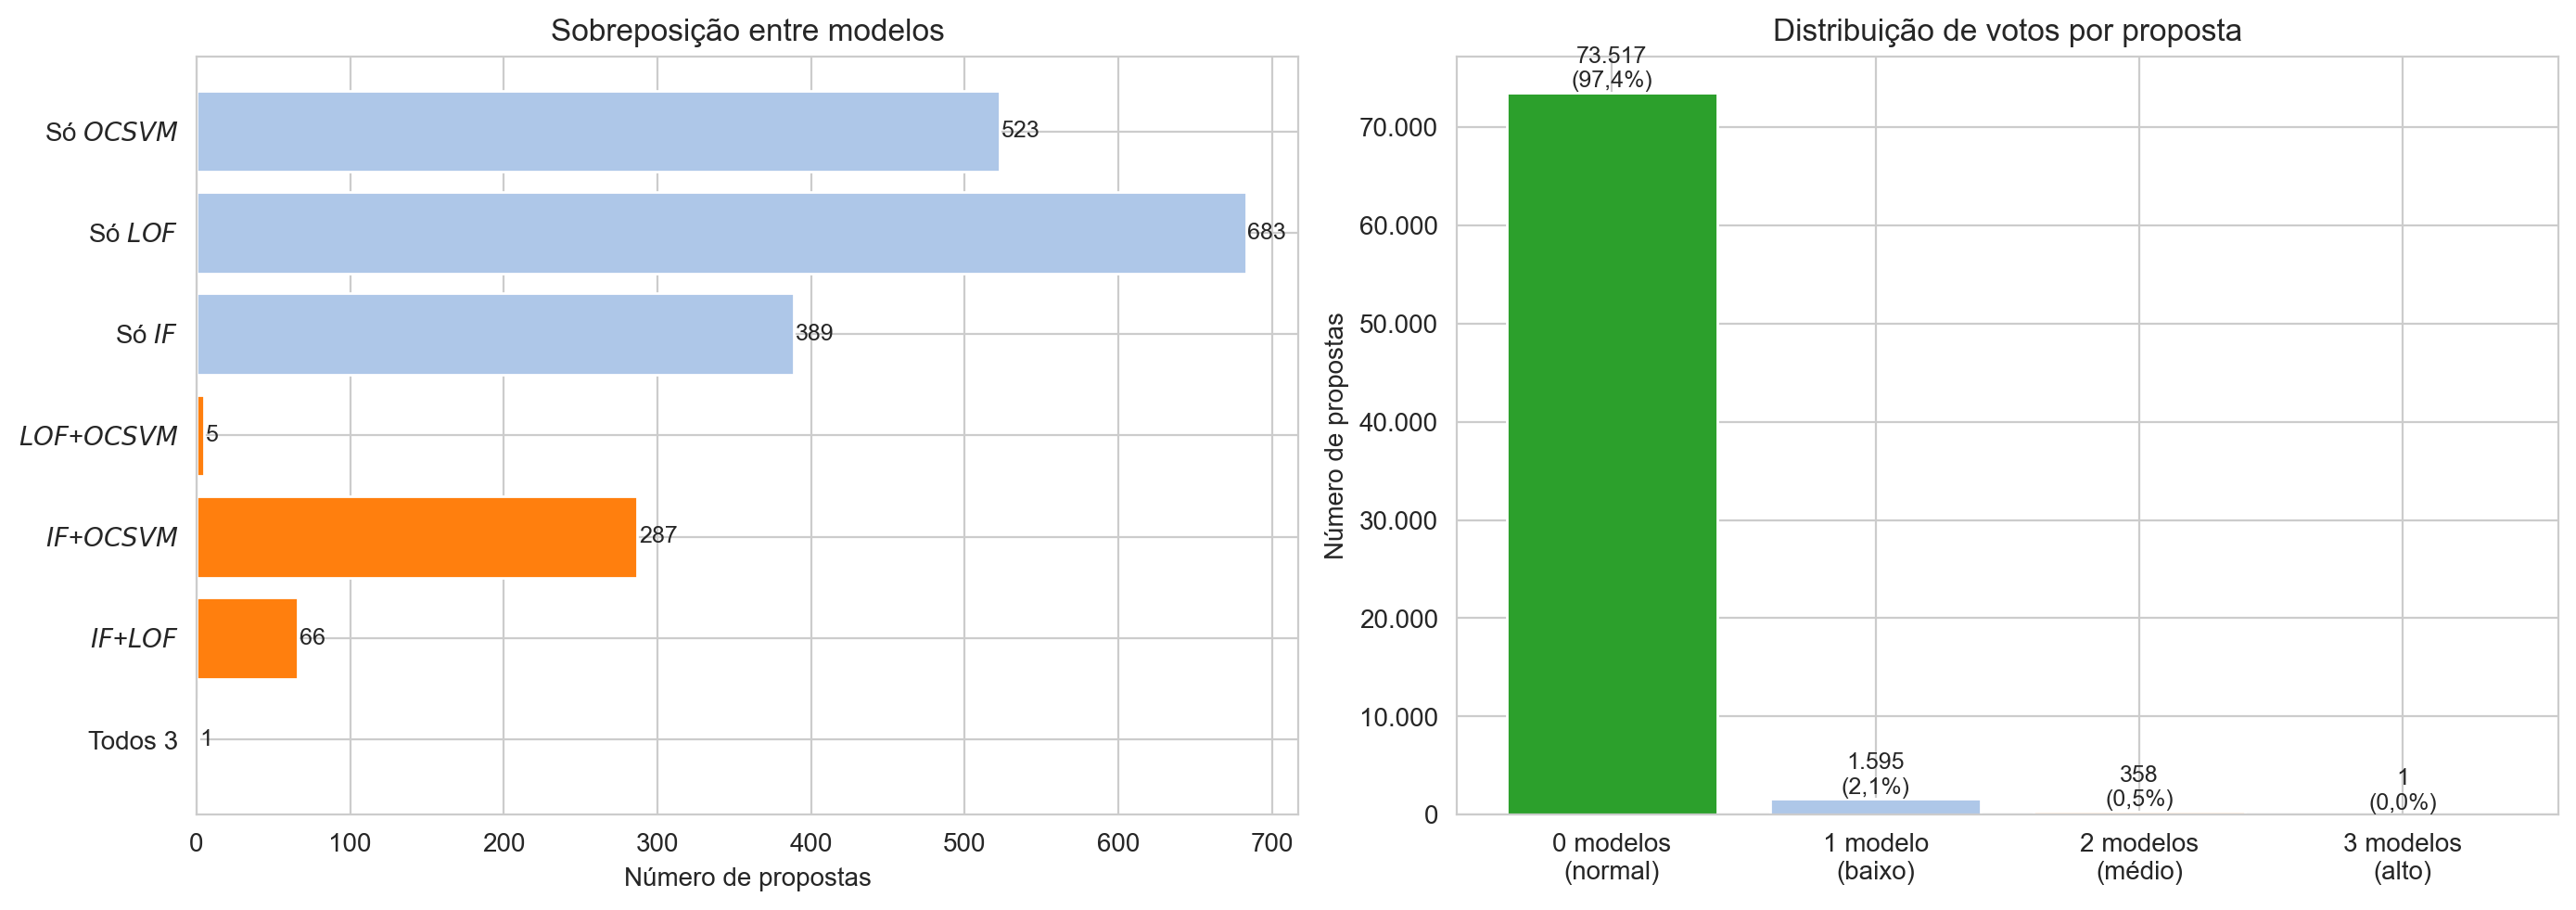 Sobreposição entre modelos
Só OCSVM
523
Só LOF
683
Só IF
389
LOF+OCSVM
5
IF+OCSVM
287
IF+LOF
66
Todos 3
1
0 100 200 300 400 500 600 700
Número de propostas
Distribuição de votos por proposta
Número de propostas
70.000
60.000
50.000
40.000
30.000
20.000
10.000
0
73.517
(97,4%)
1.595
(2,1%)
358
(0,5%)
1
(0,0%)
0 modelos
(normal)
1 modelo
(baixo)
2 modelos
(médio)
3 modelos
(alto)